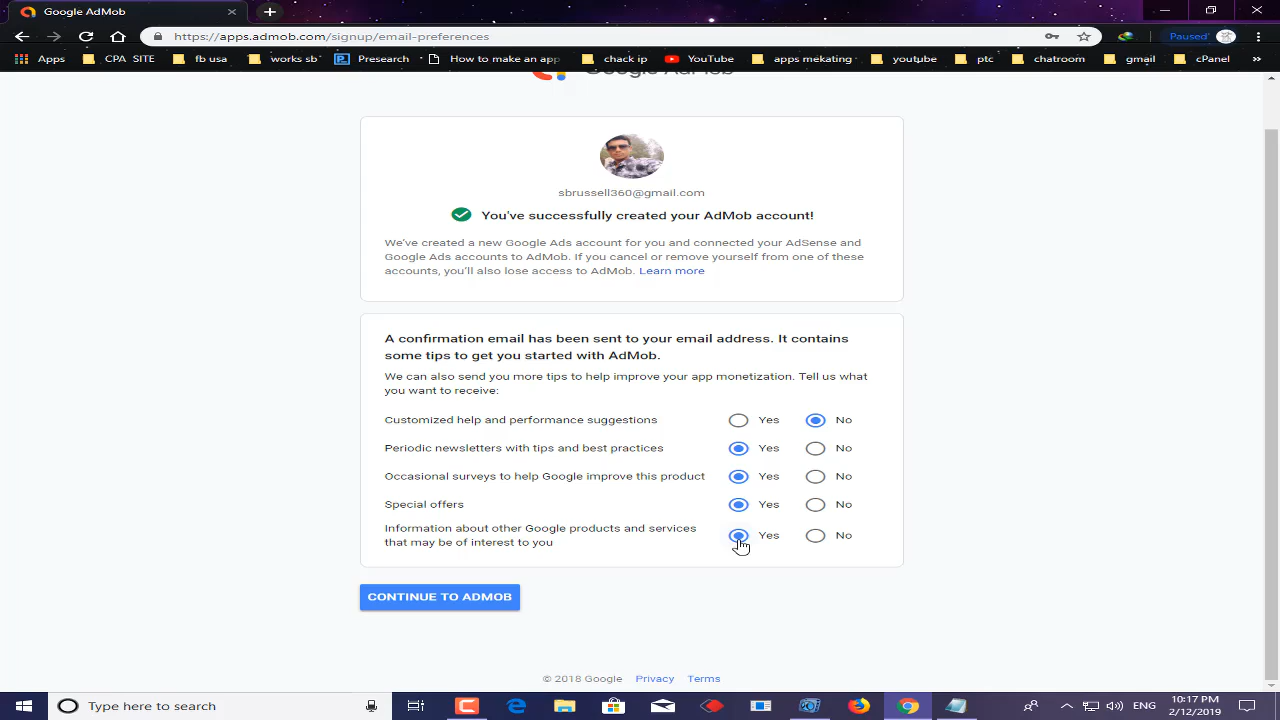 Google AdMob
https://apps.admob.com/signup/email-preferences
Paused
Apps CPA SITE fb usa works sb Presearch How to make an app chack ip YouTube apps mekating youtube ptc chatroom gmail cPanel »
Google AdMob
sbrussell360@gmail.com
You've successfully created your AdMob account!
We've created a new Google Ads account for you and connected your AdSense and
Google Ads accounts to AdMob. If you cancel or remove yourself from one of these
accounts, you'll also lose access to AdMob. Learn more
A confirmation email has been sent to your email address. It contains
some tips to get you started with AdMob.
We can also send you more tips to help improve your app monetization. Tell us what
you want to receive:
Customized help and performance suggestions Yes No
Periodic newsletters with tips and best practices Yes No
Occasional surveys to help Google improve this product Yes No
Special offers Yes No
Information about other Google products and services
that may be of interest to you Yes No
CONTINUE TO ADMOB
© 2018 Google Privacy Terms
Type here to search
10:17 PM
2/12/2019